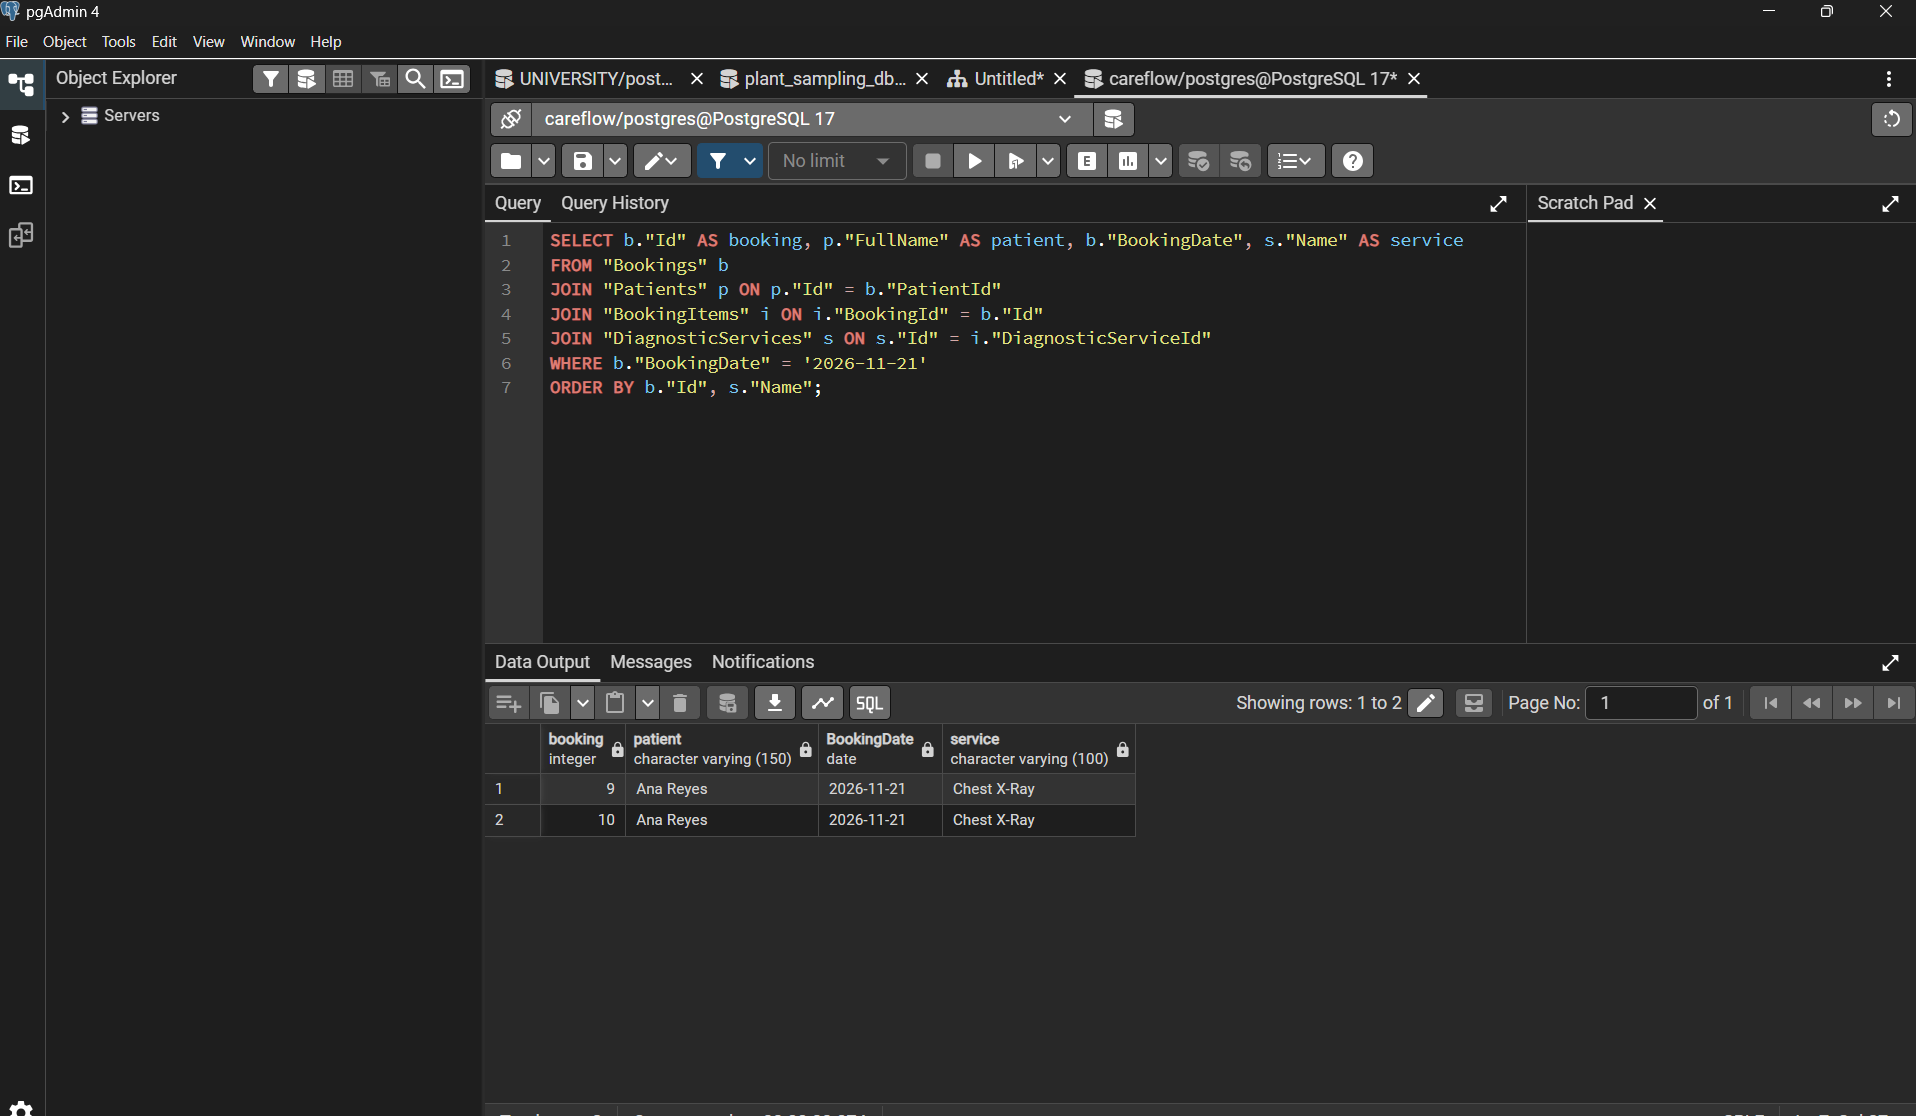 pgAdmin 4
File Object Tools Edit View Window Help
Object Explorer
Servers
UNIVERSITY/post...
plant_sampling_db...
Untitled*
careflow/postgres@PostgreSQL 17*
careflow/postgres@PostgreSQL 17
No limit
E
Query Query History
Scratch Pad
1 SELECT b."Id" AS booking, p."FullName" AS patient, b."BookingDate", s."Name" AS service
2 FROM "Bookings" b
3 JOIN "Patients" p ON p."Id" = b."PatientId"
4 JOIN "BookingItems" i ON i."BookingId" = b."Id"
5 JOIN "DiagnosticServices" s ON s."Id" = i."DiagnosticServiceId"
6 WHERE b."BookingDate" = '2026-11-21'
7 ORDER BY b."Id", s."Name";
Data Output Messages Notifications
SQL
Showing rows: 1 to 2
Page No: 1 of 1
booking patient BookingDate service
integer character varying (150) date character varying (100)
1 9 Ana Reyes 2026-11-21 Chest X-Ray
2 10 Ana Reyes 2026-11-21 Chest X-Ray